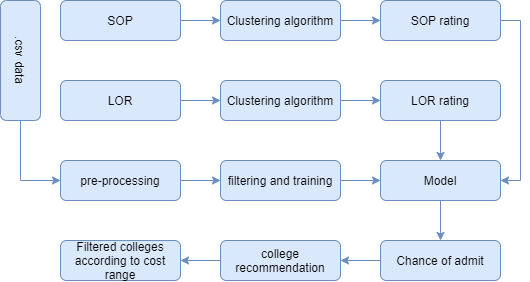 .csv data
SOP
Clustering algorithm
SOP rating
LOR
Clustering algorithm
LOR rating
pre-processing
filtering and training
Model
Filtered colleges
according to cost
range
college
recommendation
Chance of admit